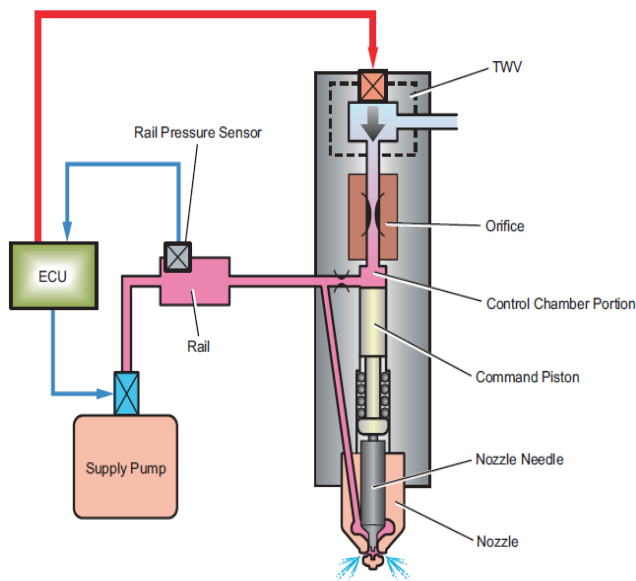 TWV
Rail Pressure Sensor
Orifice
ECU
Control Chamber Portion
Rail
Command Piston
Supply Pump
Nozzle Needle
Nozzle